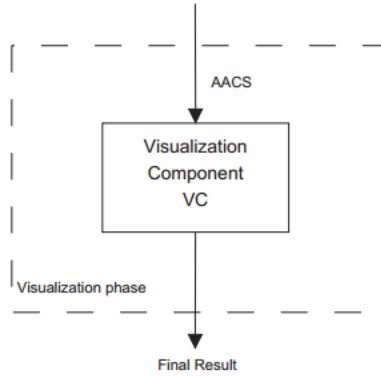 AACS
Visualization
Component
VC
Visualization phase
Final Result